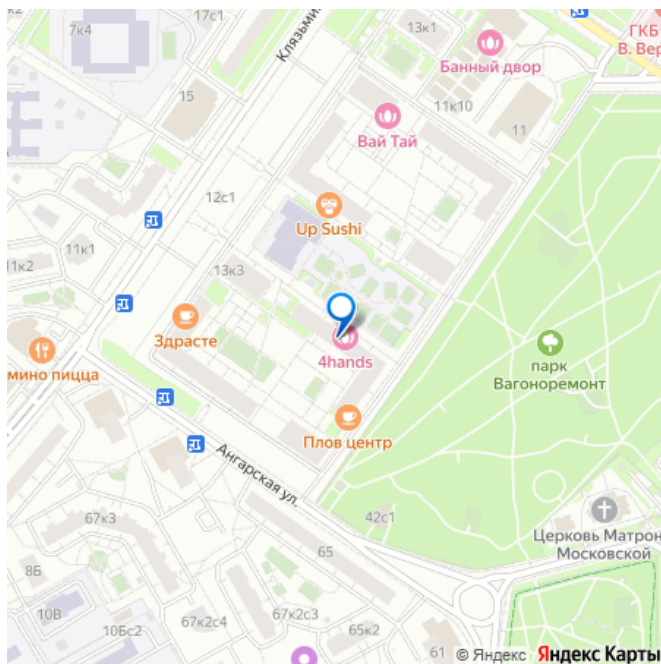 17с1
7к4
Клязьми
13к1
ГКБ
В. Вер
Банный двор
15
11к10
11
Вай Тай
12с1
Up Sushi
11к1
11к2
13к3
Здрасте
4hands
мино пицца
парк
Вагоноремонт
Плов центр
Ангарская ул.
42с1
67к3
Церковь Матрон
Московской
65
8Б
10В
10Бс2
67к2с4
67к2с3
65к2
61
© Яндекс Яндекс Карты